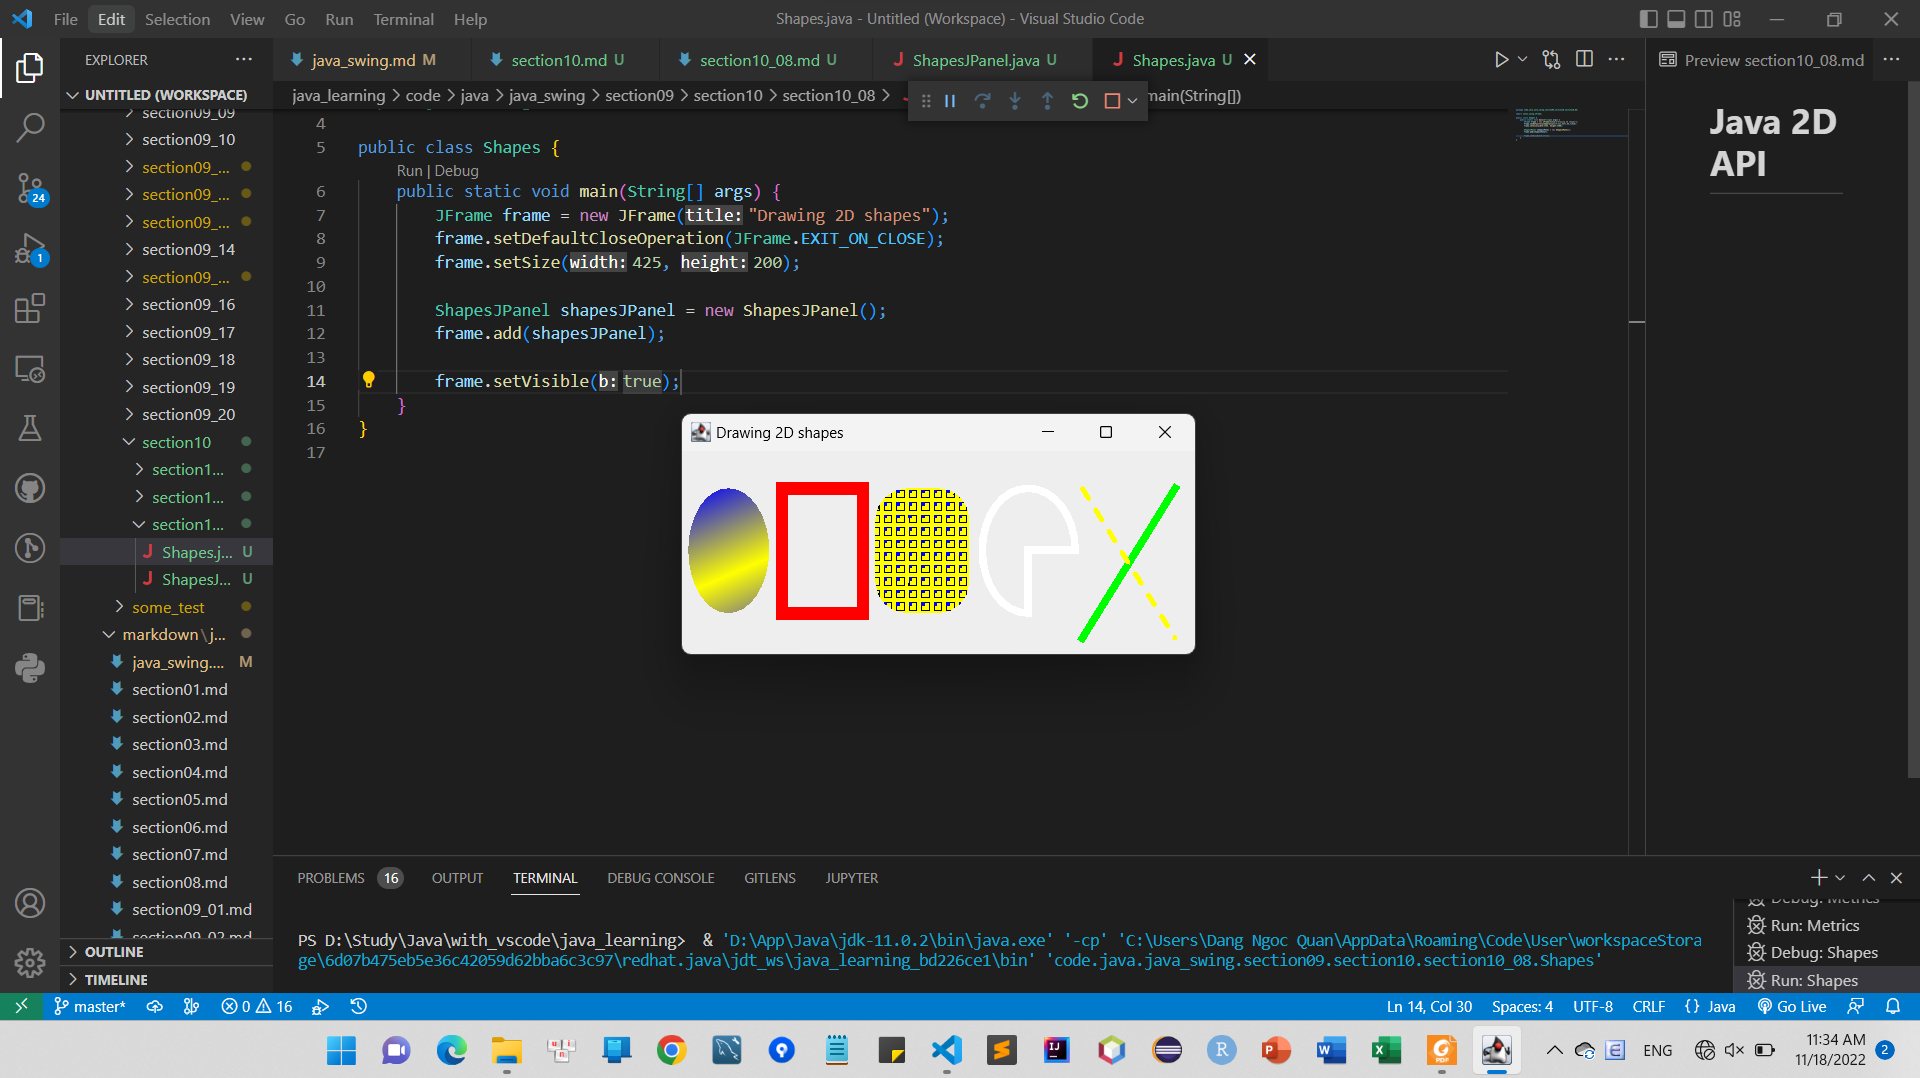 File Edit Selection View Go Run Terminal Help
Shapes.java - Untitled (Workspace) - Visual Studio Code
EXPLORER
UNTITLED (WORKSPACE)
section09_09
section09_10
section09_...
section09_...
section09_...
section09_14
section09_...
section09_16
section09_17
section09_18
section09_19
section09_20
section10
section1...
section1...
section1...
Shapes.j... U
ShapesJ... U
some_test
markdown\j...
java_swing.... M
section01.md
section02.md
section03.md
section04.md
section05.md
section06.md
section07.md
section08.md
section09_01.md
section09_02.md
OUTLINE
TIMELINE
24
1
java_swing.md M
section10.md U
section10_08.md U
ShapesJPanel.java U
Shapes.java U
java_learning > code > java > java_swing > section09 > section10 > section10_08 >
main(String[])
4
5 public class Shapes {
Run | Debug
6 public static void main(String[] args) {
7 JFrame frame = new JFrame(title: "Drawing 2D shapes");
8 frame.setDefaultCloseOperation(JFrame.EXIT_ON_CLOSE);
9 frame.setSize(width: 425, height: 200);
10
11 ShapesJPanel shapesJPanel = new ShapesJPanel();
12 frame.add(shapesJPanel);
13
14 frame.setVisible(b: true);
15 }
16 }
17
Drawing 2D shapes
Preview section10_08.md
Java 2D
API
PROBLEMS 16 OUTPUT TERMINAL DEBUG CONSOLE GITLENS JUPYTER
PS D:\Study\Java\with_vscode\java_learning> & 'D:\App\Java\jdk-11.0.2\bin\java.exe' '-cp' 'C:\Users\Dang Ngoc Quan\AppData\Roaming\Code\User\workspaceStora
ge\6d07b475eb5e36c42059d62bba6c3c97\redhat.java\jdt_ws\java_learning_bd226ce1\bin' 'code.java.java_swing.section09.section10.section10_08.Shapes'
Debug: Metrics
Run: Metrics
Debug: Shapes
Run: Shapes
master* 0 16
Ln 14, Col 30 Spaces: 4 UTF-8 CRLF {} Java Go Live
ENG
11:34 AM
11/18/2022
2